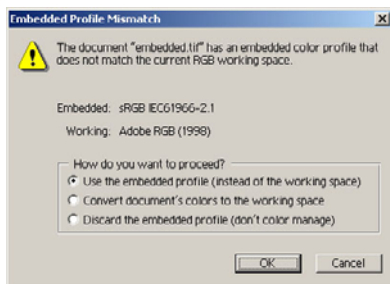 Embedded Profile Mismatch
The document "embedded.tif" has an embedded color profile that
does not match the current RGB working space.
Embedded: sRGB IEC61966-2.1
Working: Adobe RGB (1998)
How do you want to proceed?
Use the embedded profile (instead of the working space)
Convert document's colors to the working space
Discard the embedded profile (don't color manage)
OK Cancel